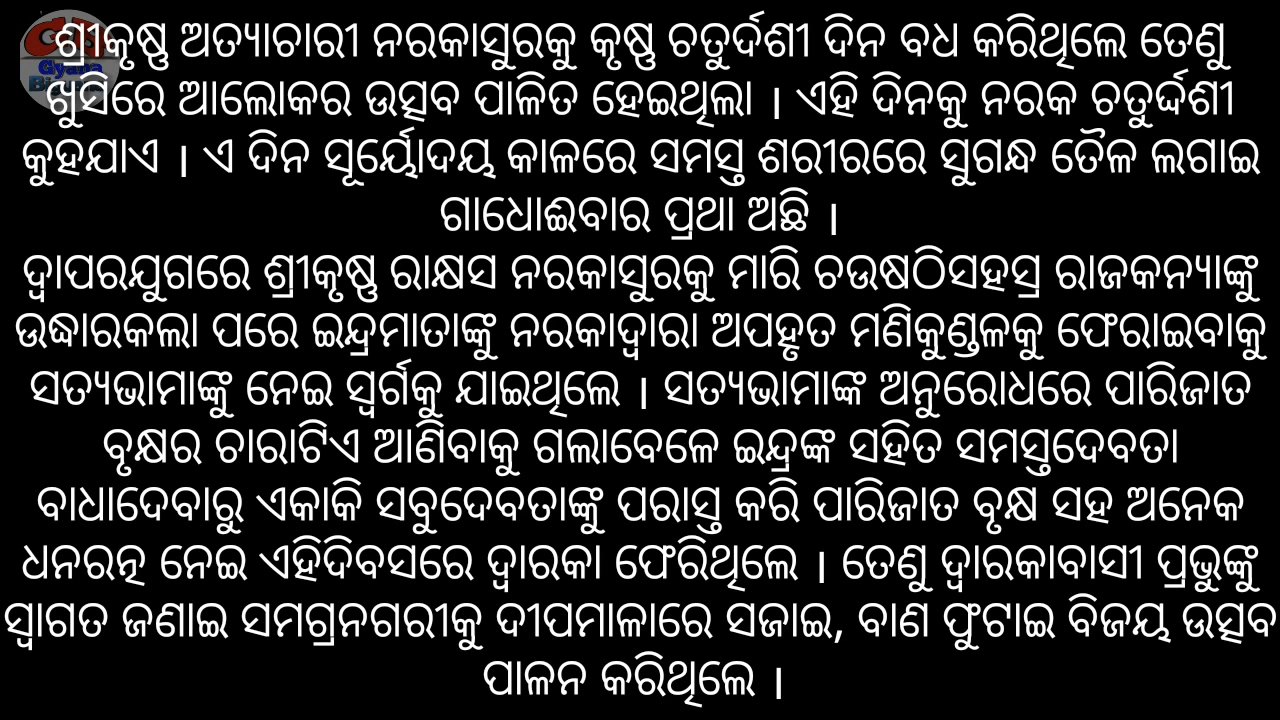 ଶ୍ରୀକୃଷ୍ଣ ଅତ୍ୟାଚାରୀ ନରକାସୁରକୁ କୃଷ୍ଣ ଚତୁର୍ଦଶୀ ଦିନ ବଧ କରିଥିଲେ ତେଣୁ
ଖୁସିରେ ଆଲୋକର ଉତ୍ସବ ପାଳିତ ହେଇଥିଲା । ଏହି ଦିନକୁ ନରକ ଚତୁର୍ଦ୍ଦଶୀ
କୁହଯାଏ । ଏ ଦିନ ସୂର୍ୟୋଦୟ କାଳରେ ସମସ୍ତ ଶରୀରରେ ସୁଗନ୍ଧ ତୈଳ ଲଗାଇ
ଗାଧୋଈବାର ପ୍ରଥା ଅଛି ।
ଦ୍ୱାପରଯୁଗରେ ଶ୍ରୀକୃଷ୍ଣ ରାକ୍ଷସ ନରକାସୁରକୁ ମାରି ଚଉଷଠିସହସ୍ର ରାଜକନ୍ୟାଙ୍କୁ
ଉଦ୍ଧାରକଲା ପରେ ଇନ୍ଦ୍ରମାତାଙ୍କୁ ନରକାଦ୍ୱାରା ଅପହୃତ ମଣିକୁଣ୍ଡଳକୁ ଫେରାଇବାକୁ
ସତ୍ୟଭାମାଙ୍କୁ ନେଇ ସ୍ୱର୍ଗକୁ ଯାଇଥିଲେ । ସତ୍ୟଭାମାଙ୍କ ଅନୁରୋଧରେ ପାରିଜାତ
ବୃକ୍ଷର ଚାରାଟିଏ ଆଣିବାକୁ ଗଲାବେଳେ ଇନ୍ଦ୍ରଙ୍କ ସହିତ ସମସ୍ତଦେବତା
ବାଧାଦେବାରୁ ଏକାକି ସବୁଦେବତାଙ୍କୁ ପରାସ୍ତ କରି ପାରିଜାତ ବୃକ୍ଷ ସହ ଅନେକ
ଧନରତ୍ନ ନେଇ ଏହିଦିବସରେ ଦ୍ୱାରକା ଫେରିଥିଲେ । ତେଣୁ ଦ୍ୱାରକାବାସୀ ପ୍ରଭୁଙ୍କୁ
ସ୍ୱାଗତ ଜଣାଇ ସମଗ୍ରନଗରୀକୁ ଦୀପମାଳାରେ ସଜାଇ, ବାଣ ଫୁଟାଇ ବିଜୟ ଉତ୍ସବ
ପାଳନ କରିଥିଲେ ।